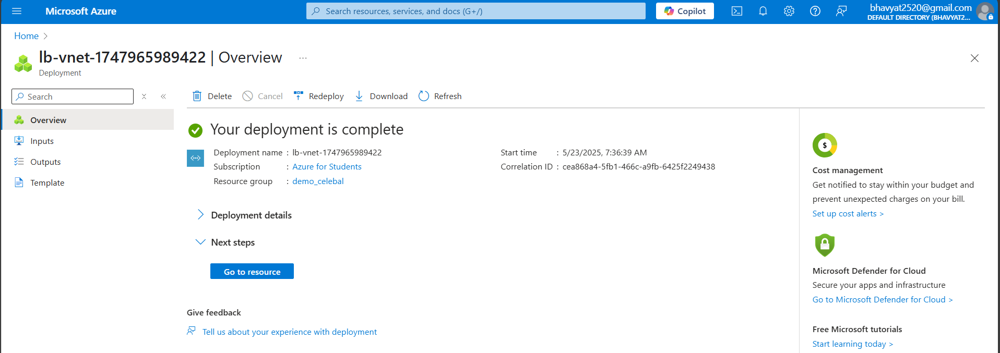 Microsoft Azure
Search resources, services, and docs (G+/)
Copilot
bhavyat2520@gmail.com
DEFAULT DIRECTORY (BHAVYAT2...
Home
lb-vnet-1747965989422 | Overview ...
Deployment
Search
Delete
Cancel
Redeploy
Download
Refresh
Overview
Inputs
Outputs
Template
Your deployment is complete
Deployment name : lb-vnet-1747965989422
Subscription : Azure for Students
Resource group : demo_celebal
Start time : 5/23/2025, 7:36:39 AM
Correlation ID : cea868a4-5fb1-466c-a9fb-6425f2249438
Deployment details
Next steps
Go to resource
Give feedback
Tell us about your experience with deployment
Cost management
Get notified to stay within your budget and
prevent unexpected charges on your bill.
Set up cost alerts >
Microsoft Defender for Cloud
Secure your apps and infrastructure
Go to Microsoft Defender for Cloud >
Free Microsoft tutorials
Start learning today >